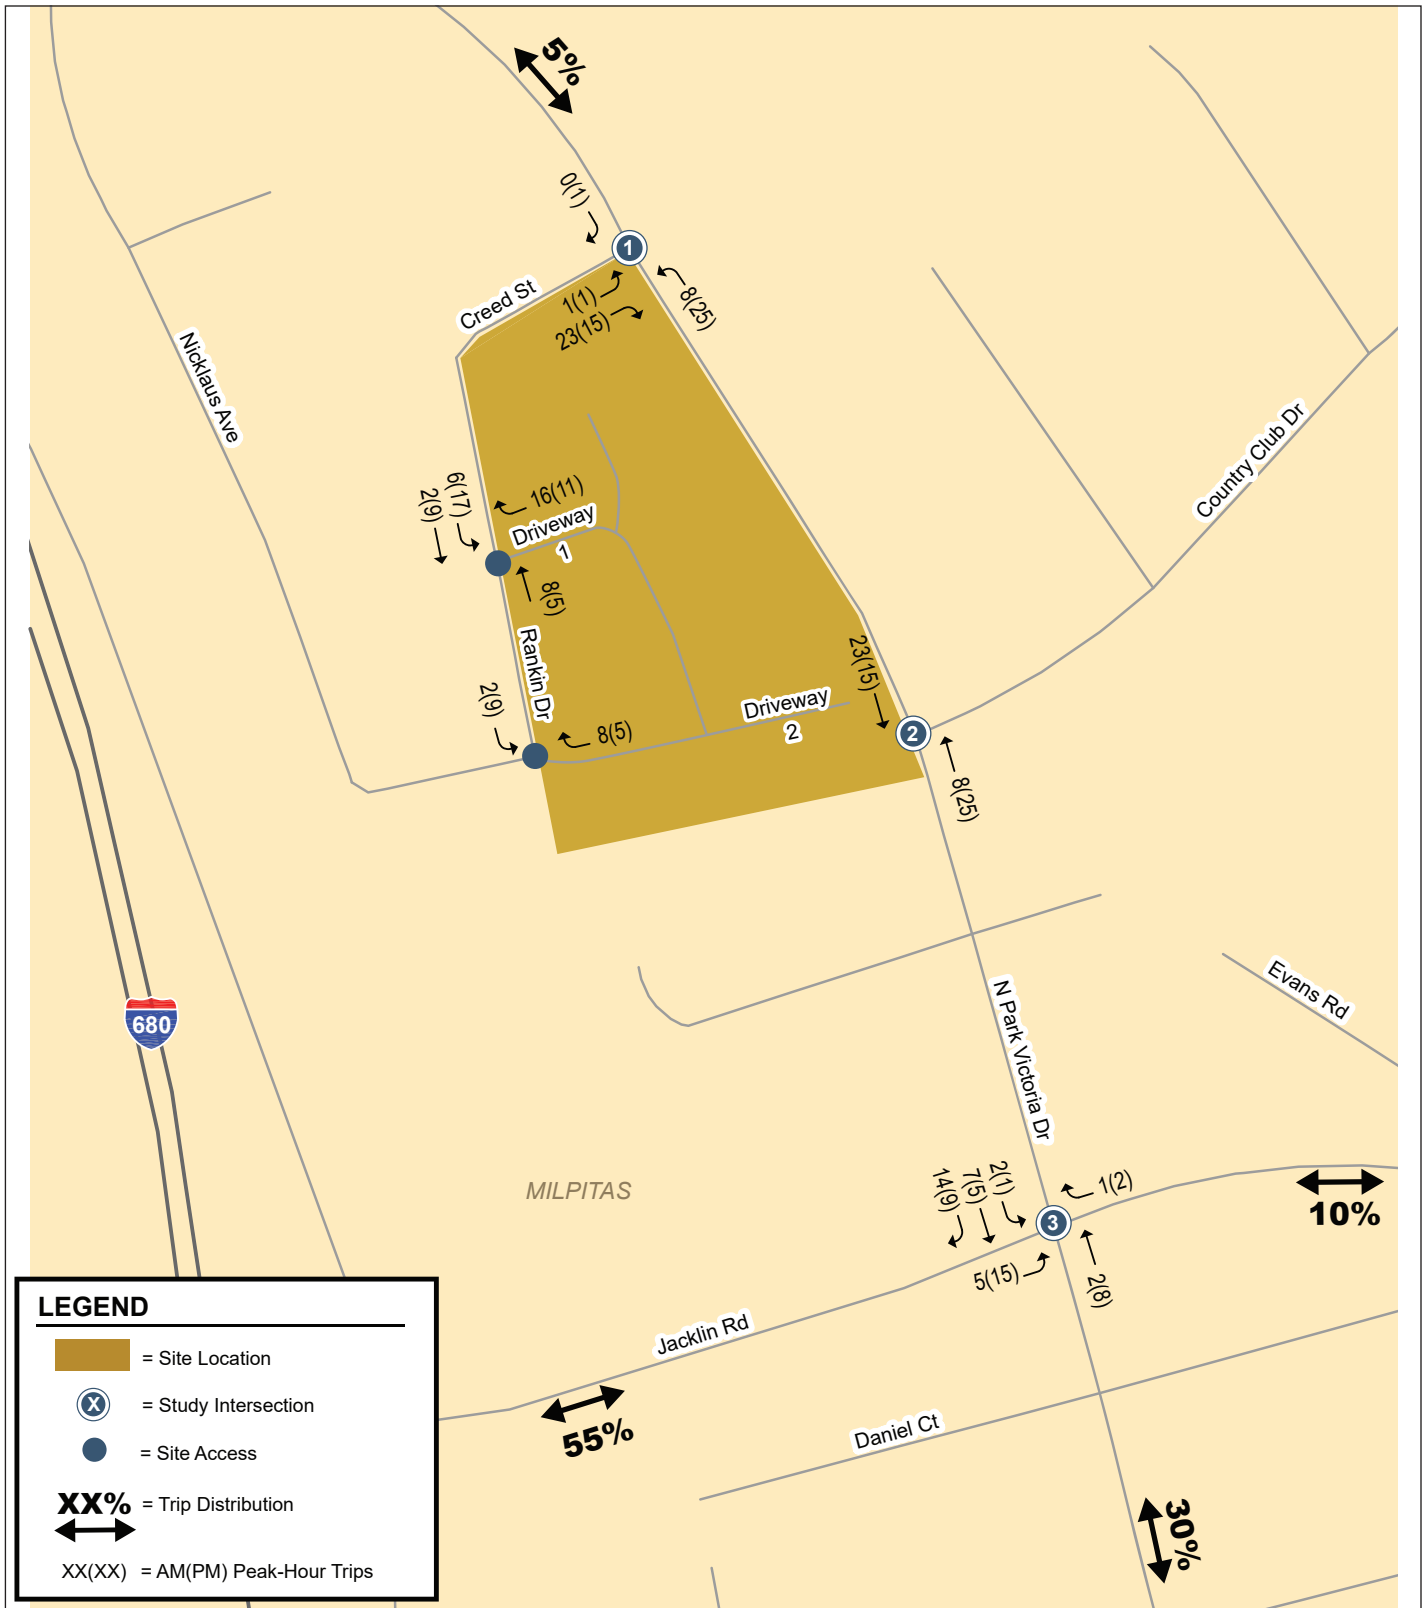 5%
0(1)
1
Creed St
1(1)
23(15)
8(25)
Nicklaus Ave
Country Club Dr
6(17)
2(9)
16(11)
Driveway
1
8(5)
Rankin Dr
23(15)
2(9)
8(5)
Driveway
2
2
8(25)
Evans Rd
N Park Victoria Dr
680
MILPITAS
14(9)
7(5)
2(1)
1(2)
3
10%
5(15)
2(8)
Jacklin Rd
55%
Daniel Ct
30%
LEGEND
= Site Location
X = Study Intersection
= Site Access
XX% = Trip Distribution
XX(XX) = AM(PM) Peak-Hour Trips